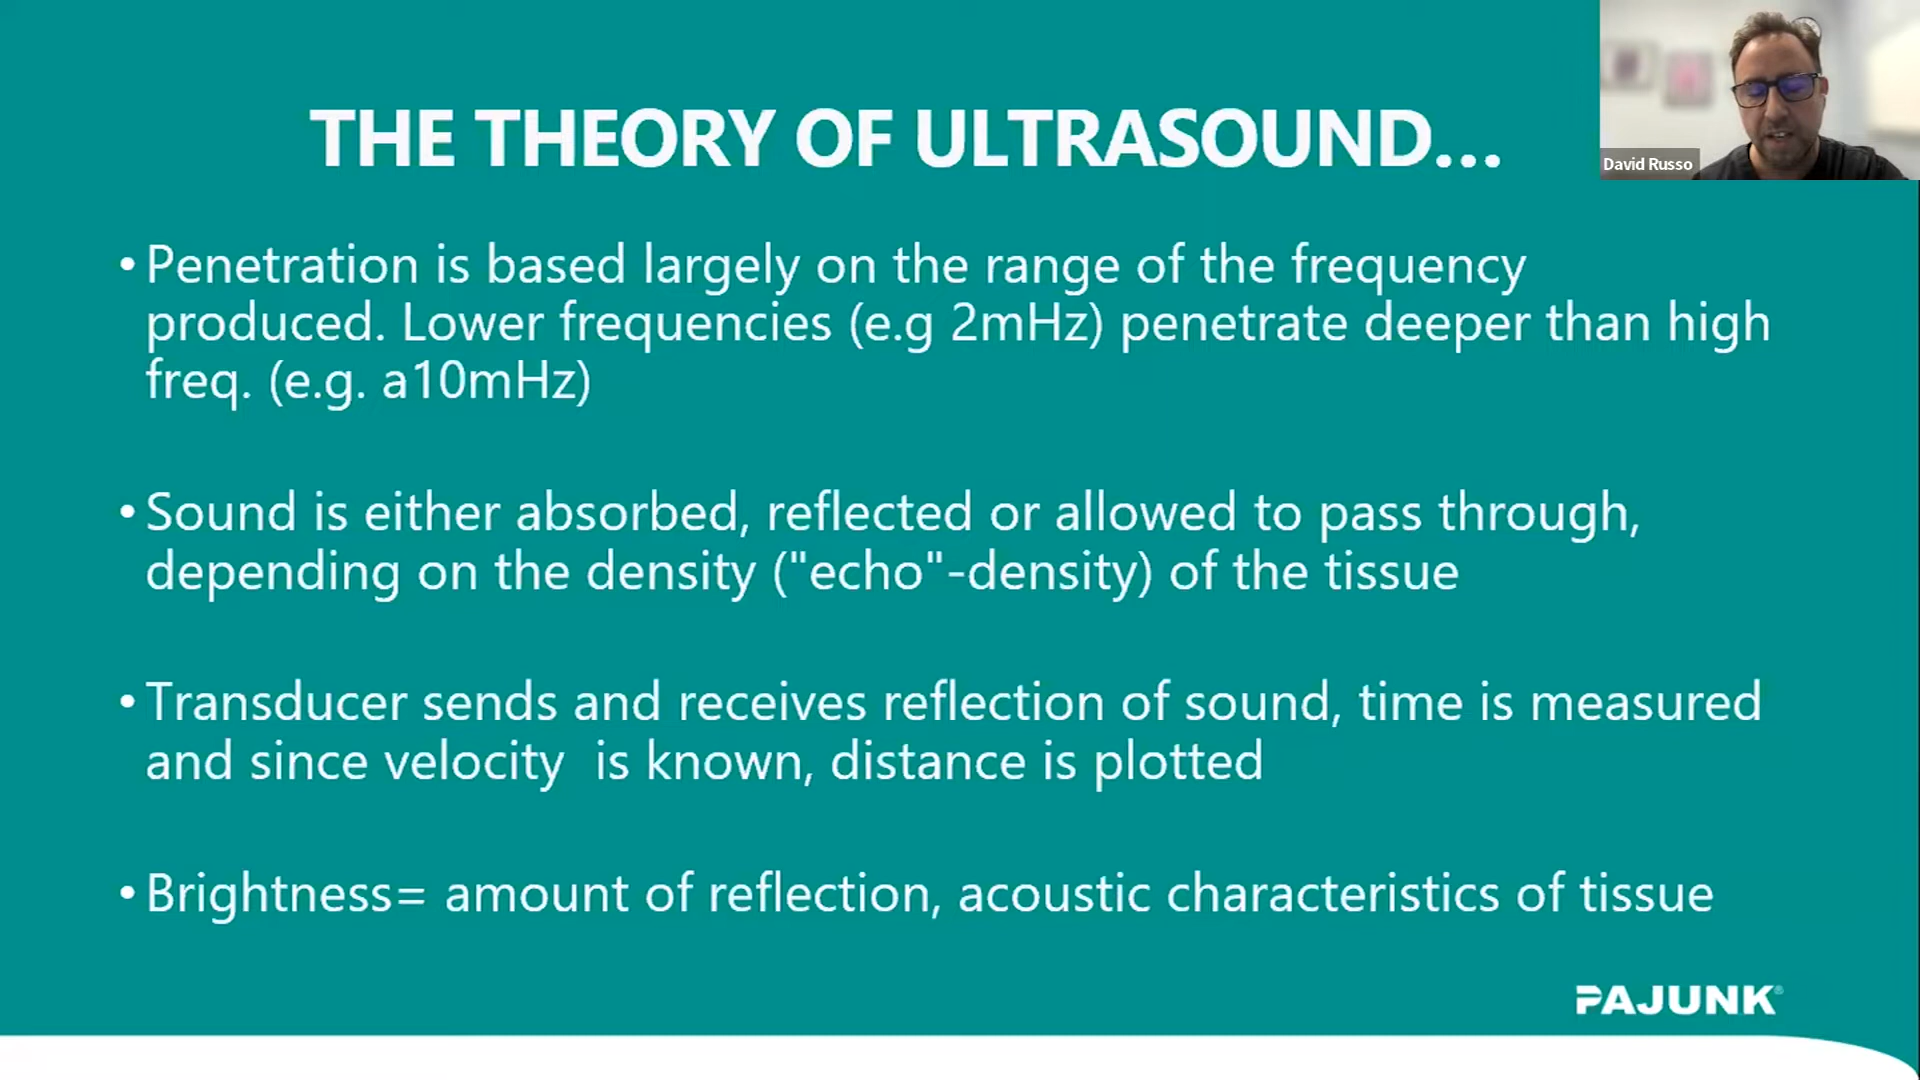 THE THEORY OF ULTRASOUND...
David Russo
• Penetration is based largely on the range of the frequency
produced. Lower frequencies (e.g 2mHz) penetrate deeper than high
freq. (e.g. a10mHz)
• Sound is either absorbed, reflected or allowed to pass through,
depending on the density ("echo"-density) of the tissue
• Transducer sends and receives reflection of sound, time is measured
and since velocity  is known, distance is plotted
• Brightness= amount of reflection, acoustic characteristics of tissue
PAJUNK®